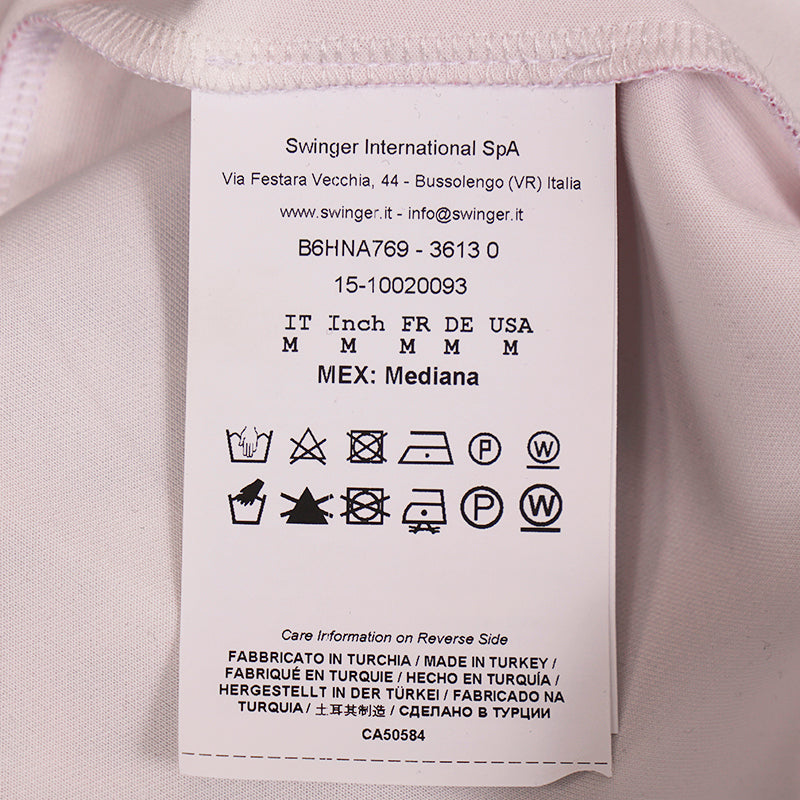 Swinger International SpA
Via Festara Vecchia, 44 - Bussolengo (VR) Italia
www.swinger.it - info@swinger.it
B6HNA769 - 3613 0
15-10020093
IT Inch FR DE USA
M M M M M
MEX: Mediana
P W
P W
Care Information on Reverse Side
FABBRICATO IN TURCHIA / MADE IN TURKEY /
FABRIQUÉ EN TURQUIE / HECHO EN TURQUÍA /
HERGESTELLT IN DER TÜRKEI / FABRICADO NA
TURQUIA / 土耳其制造 / СДЕЛАНО В ТУРЦИИ
CA50584